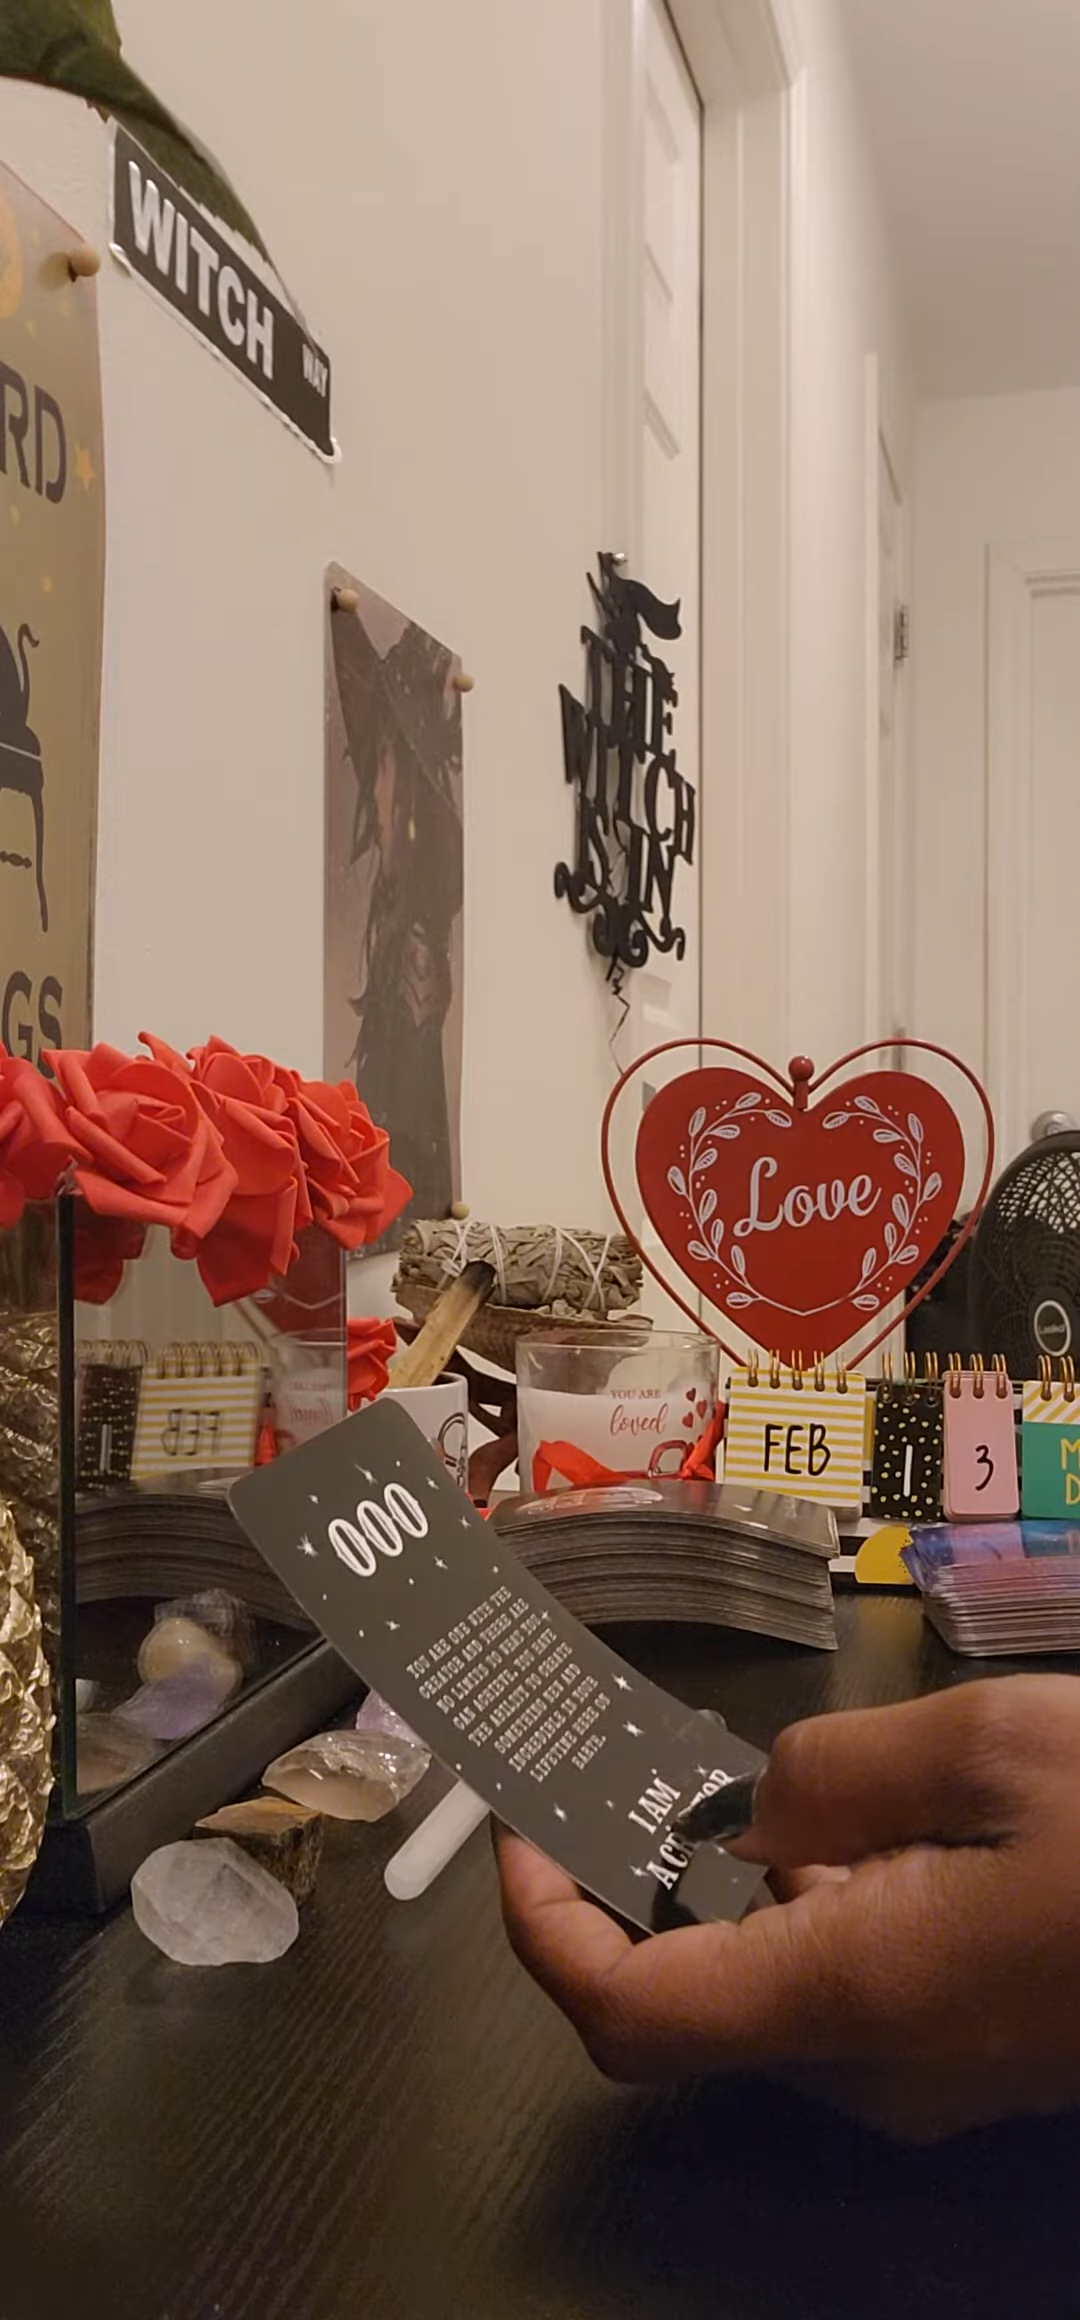 WITCH
WAY
RD
GS
THE
WITCH
IS IN
Love
YOU ARE
loved
FEB
1
3
M
D
000
YOU ARE ONE WITH THE
CREATOR AND THERE ARE
NO LIMITS TO WHAT YOU
CAN ACHIEVE. YOU HAVE
THE ABILITY TO CREATE
SOMETHING NEW AND
INCREDIBLE IN YOUR
LIFETIME HERE ON
EARTH.
I AM